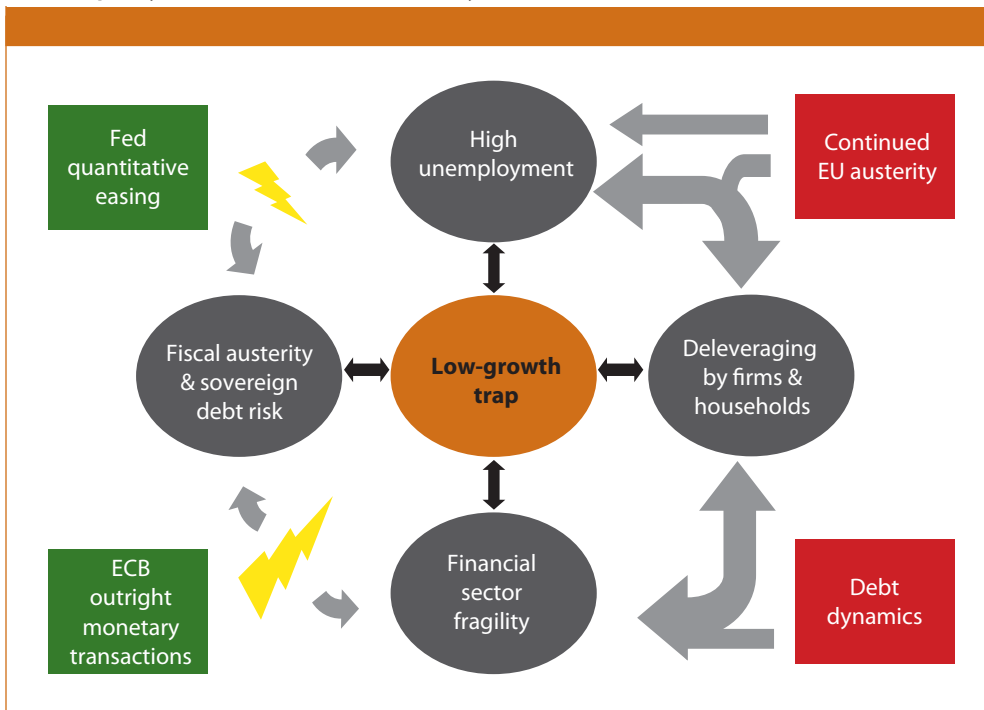 Fed
quantitative
easing
High
unemployment
Continued
EU austerity
Fiscal austerity
& sovereign
debt risk
Low-growth
trap
Deleveraging
by firms &
households
ECB
outright
monetary
transactions
Financial
sector
fragility
Debt
dynamics